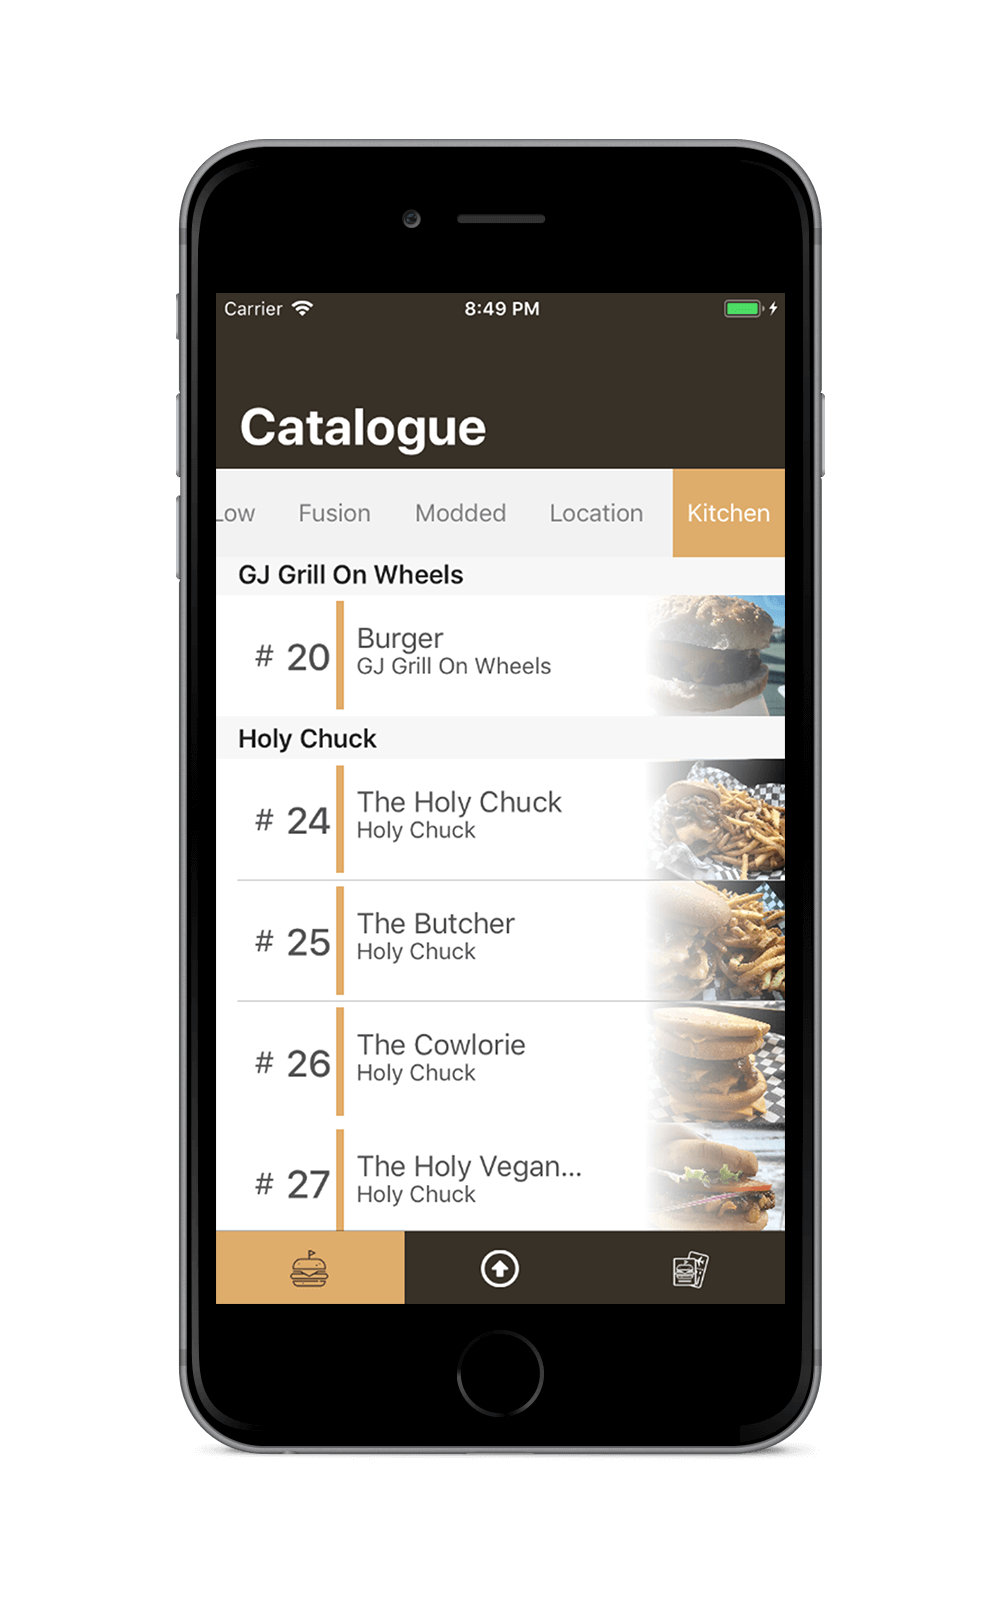 Carrier 8:49 PM
Catalogue
Low Fusion Modded Location Kitchen
GJ Grill On Wheels
# 20 Burger
GJ Grill On Wheels
Holy Chuck
# 24 The Holy Chuck
Holy Chuck
# 25 The Butcher
Holy Chuck
# 26 The Cowlorie
Holy Chuck
# 27 The Holy Vegan...
Holy Chuck